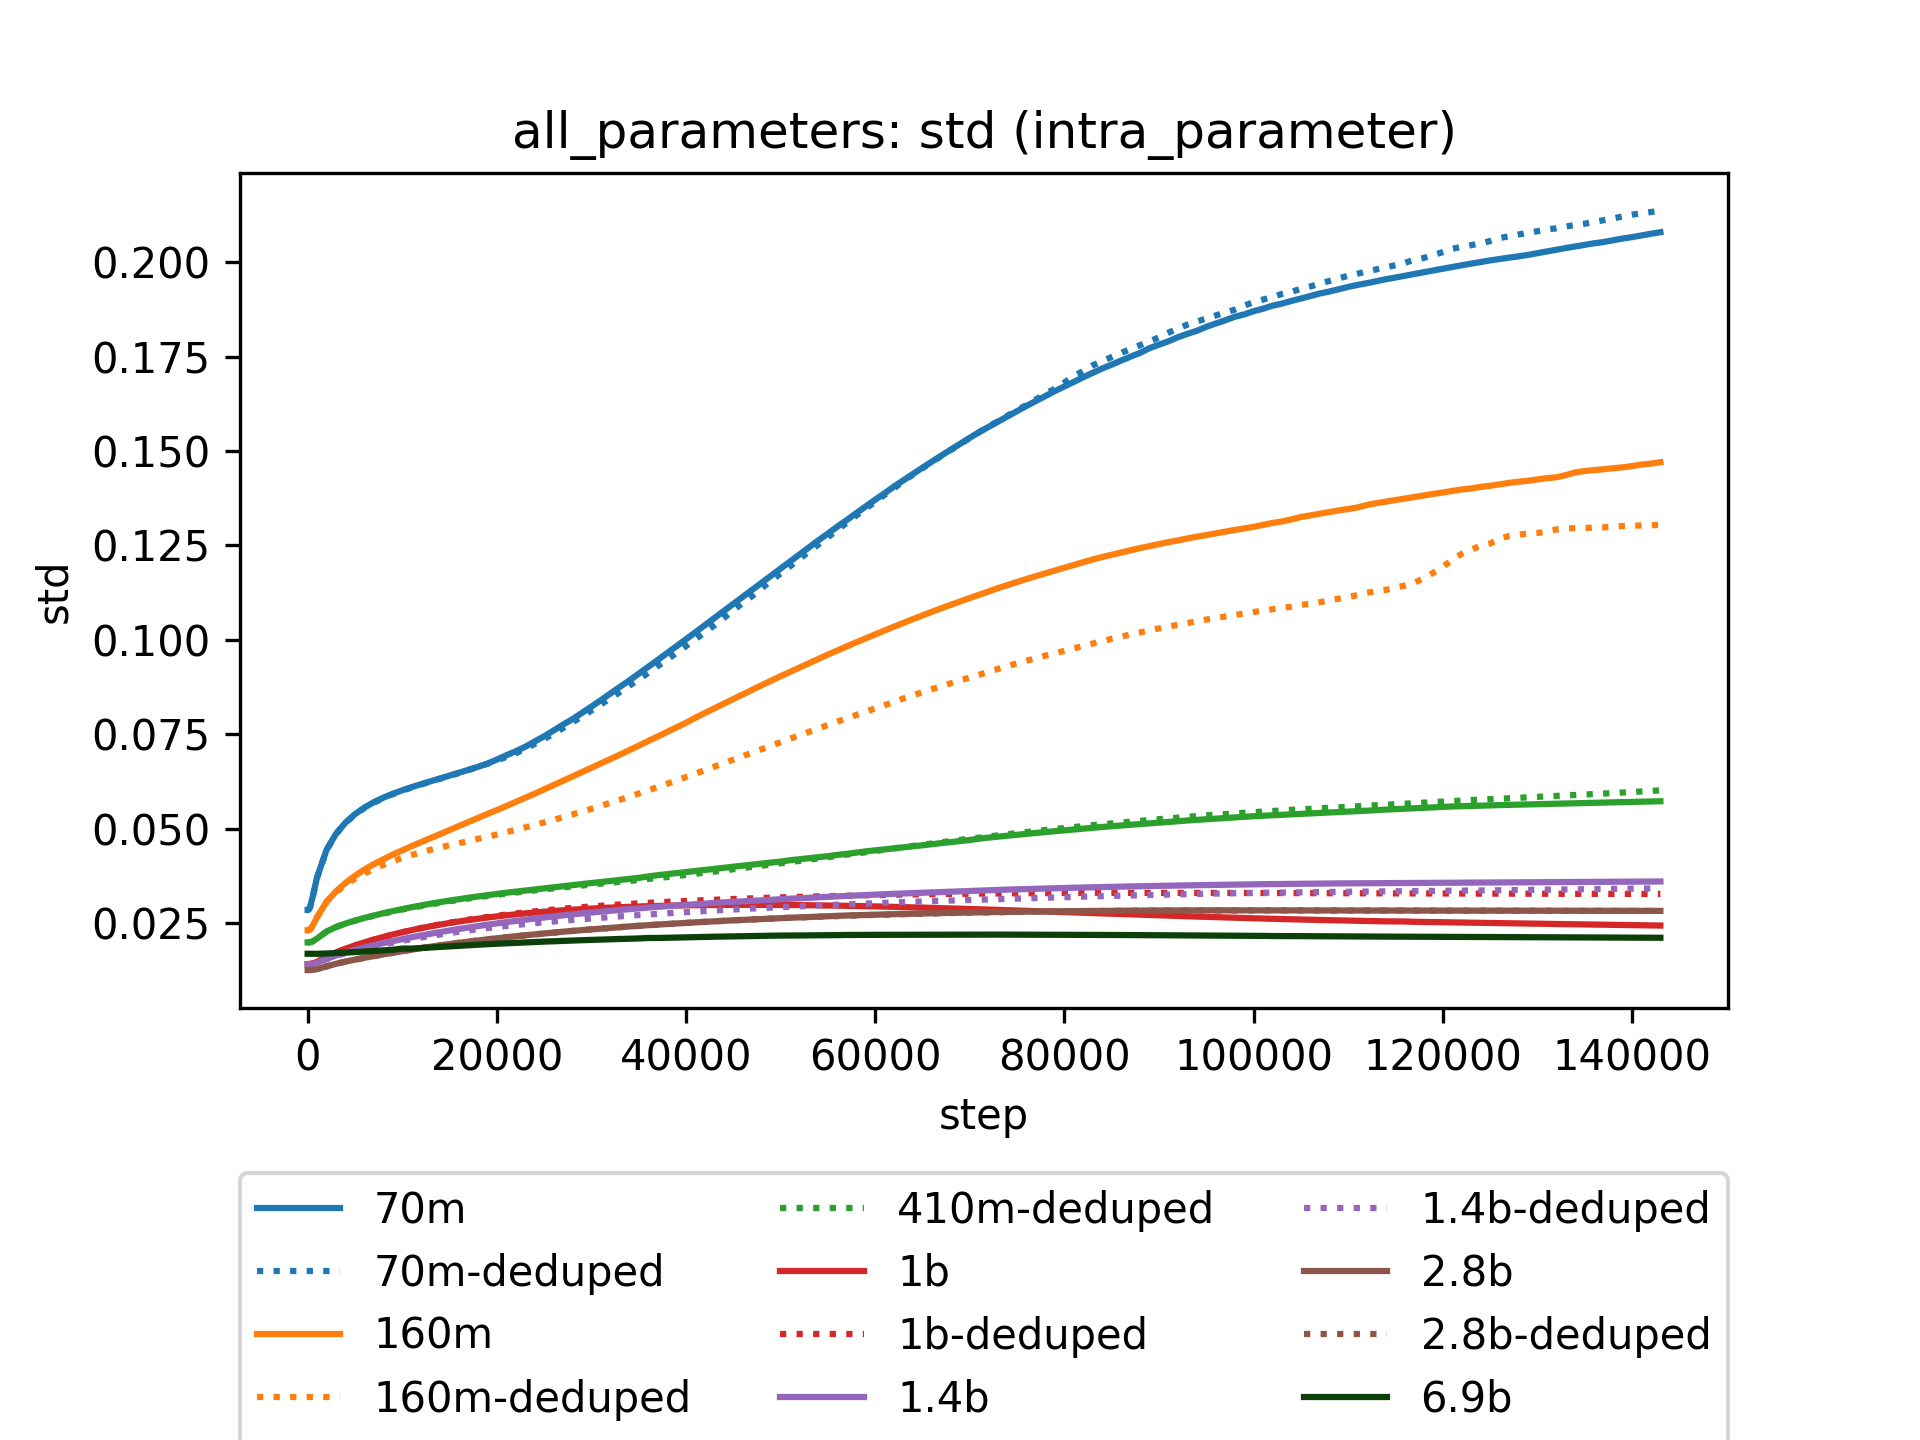 all_parameters: std (intra_parameter)
0.200
0.175
0.150
0.125
0.100
0.075
0.050
0.025
std
0 20000 40000 60000 80000 100000 120000 140000
step
70m
70m-deduped
160m
160m-deduped
410m-deduped
1b
1b-deduped
1.4b
1.4b-deduped
2.8b
2.8b-deduped
6.9b